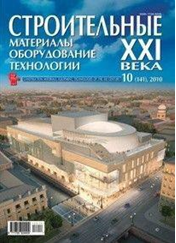 СТРОИТЕЛЬНЫЕ
МАТЕРИАЛЫ
ОБОРУДОВАНИЕ
ТЕХНОЛОГИИ
XXI
ВЕКА
10 (141), 2010